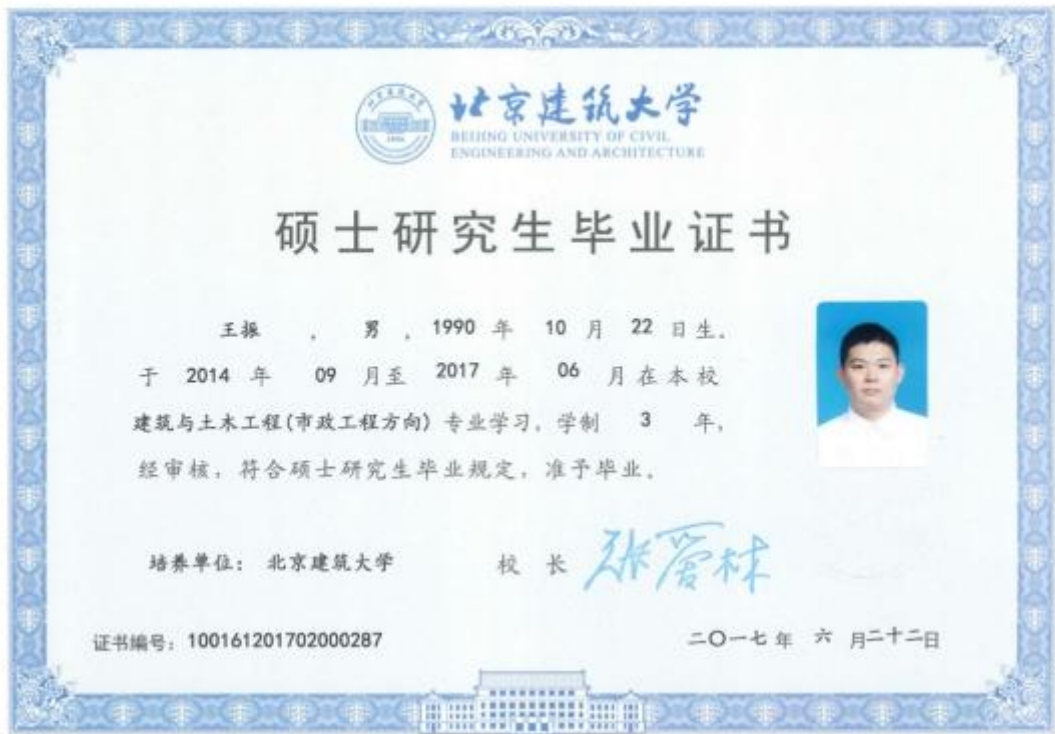 北京建筑大学
BEIJING UNIVERSITY OF CIVIL
ENGINEERING AND ARCHITECTURE
硕士研究生毕业证书
王振 , 男 , 1990 年 10 月 22 日生,
于 2014 年 09 月至 2017 年 06 月在本校
建筑与土木工程(市政工程方向) 专业学习, 学制 3 年,
经审核, 符合硕士研究生毕业规定, 准予毕业。
培养单位: 北京建筑大学 校 长 张爱林
证书编号: 100161201702000287 二〇一七年 六 月二十二日